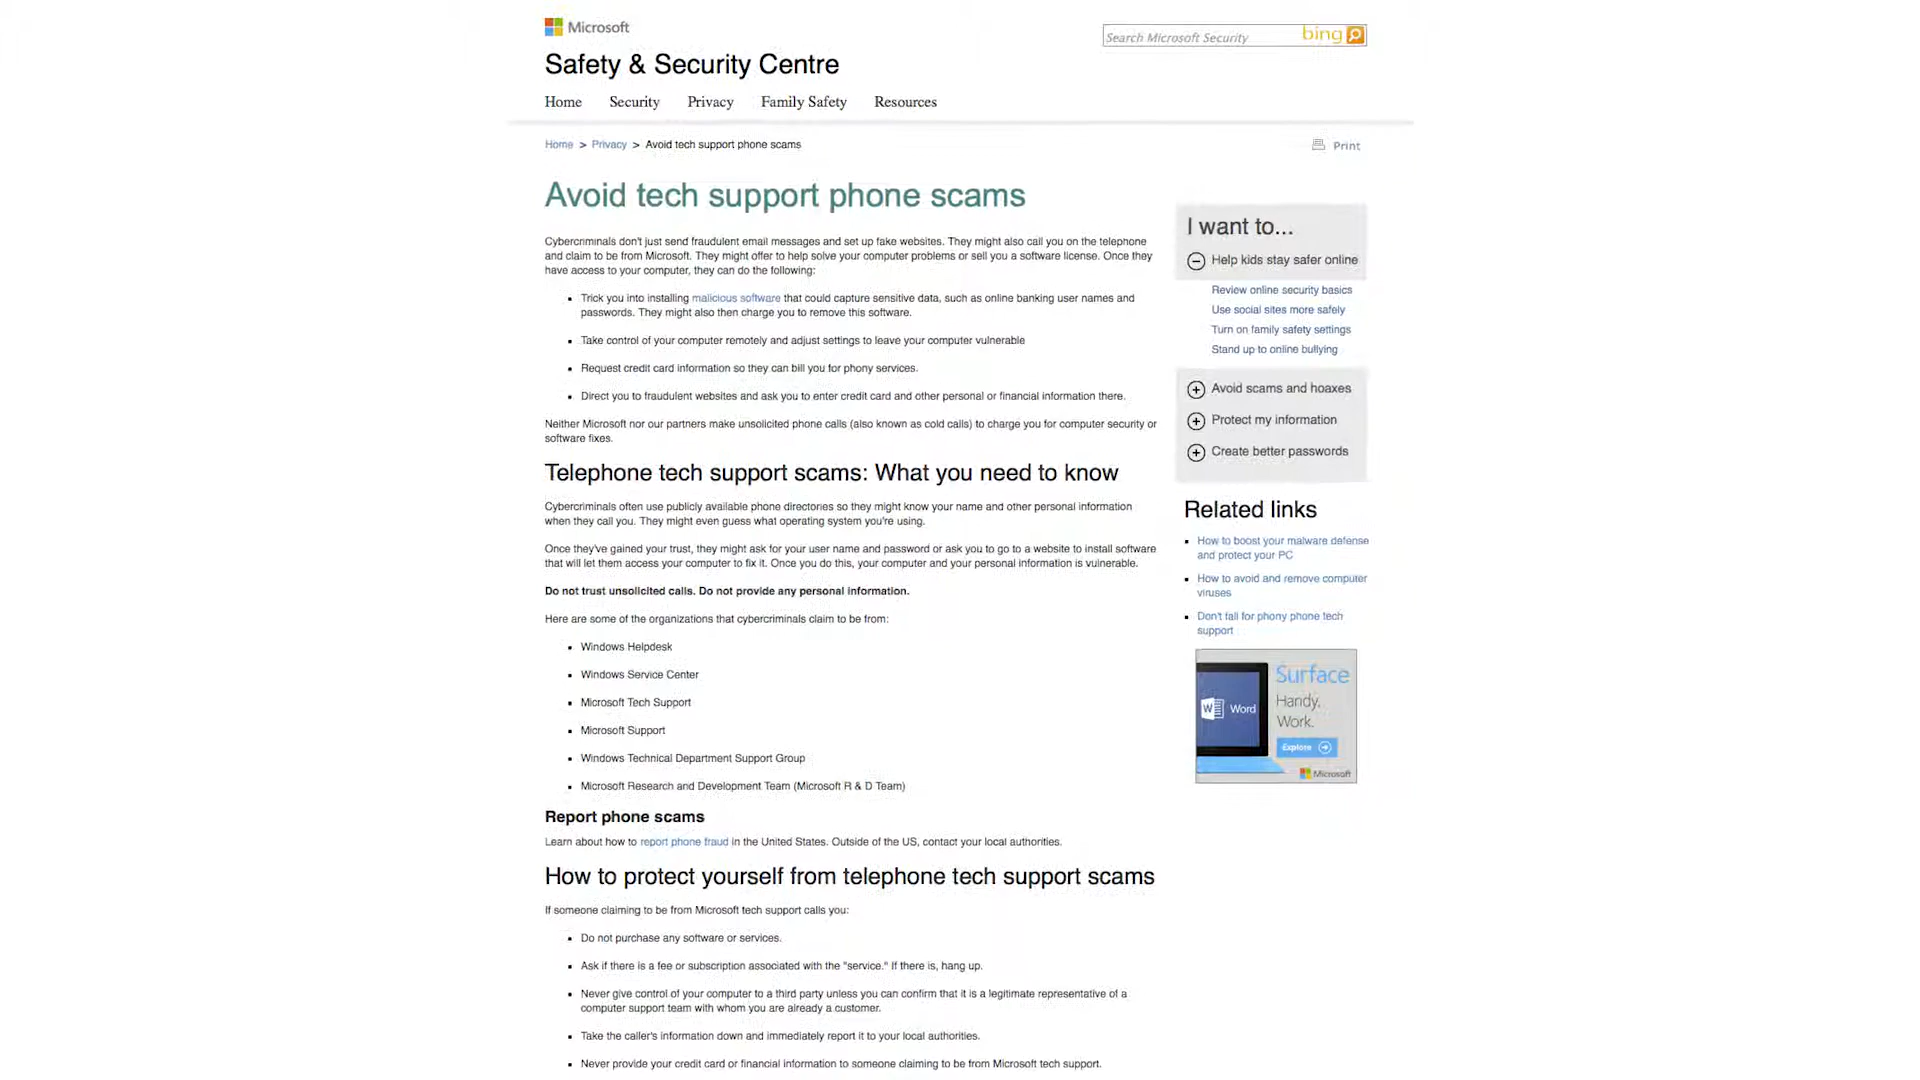 Microsoft
Search Microsoft Security
bing
Safety & Security Centre
Home Security Privacy Family Safety Resources
Home > Privacy > Avoid tech support phone scams
Print
Avoid tech support phone scams
Cybercriminals don't just send fraudulent email messages and set up fake websites. They might also call you on the telephone
and claim to be from Microsoft. They might offer to help solve your computer problems or sell you a software license. Once they
have access to your computer, they can do the following:
Trick you into installing malicious software that could capture sensitive data, such as online banking user names and
passwords. They might also then charge you to remove this software.
Take control of your computer remotely and adjust settings to leave your computer vulnerable
Request credit card information so they can bill you for phony services.
Direct you to fraudulent websites and ask you to enter credit card and other personal or financial information there.
Neither Microsoft nor our partners make unsolicited phone calls (also known as cold calls) to charge you for computer security or
software fixes.
Telephone tech support scams: What you need to know
Cybercriminals often use publicly available phone directories so they might know your name and other personal information
when they call you. They might even guess what operating system you're using.
Once they've gained your trust, they might ask for your user name and password or ask you to go to a website to install software
that will let them access your computer to fix it. Once you do this, your computer and your personal information is vulnerable.
Do not trust unsolicited calls. Do not provide any personal information.
Here are some of the organizations that cybercriminals claim to be from:
Windows Helpdesk
Windows Service Center
Microsoft Tech Support
Microsoft Support
Windows Technical Department Support Group
Microsoft Research and Development Team (Microsoft R & D Team)
Report phone scams
Learn about how to report phone fraud in the United States. Outside of the US, contact your local authorities.
How to protect yourself from telephone tech support scams
If someone claiming to be from Microsoft tech support calls you:
Do not purchase any software or services.
Ask if there is a fee or subscription associated with the "service." If there is, hang up.
Never give control of your computer to a third party unless you can confirm that it is a legitimate representative of a
computer support team with whom you are already a customer.
Take the caller's information down and immediately report it to your local authorities.
Never provide your credit card or financial information to someone claiming to be from Microsoft tech support.
I want to...
Help kids stay safer online
Review online security basics
Use social sites more safely
Turn on family safety settings
Stand up to online bullying
Avoid scams and hoaxes
Protect my information
Create better passwords
Related links
How to boost your malware defense
and protect your PC
How to avoid and remove computer
viruses
Don't fall for phony phone tech
support
Surface
Handy.
Work.
W Word
Explore
Microsoft